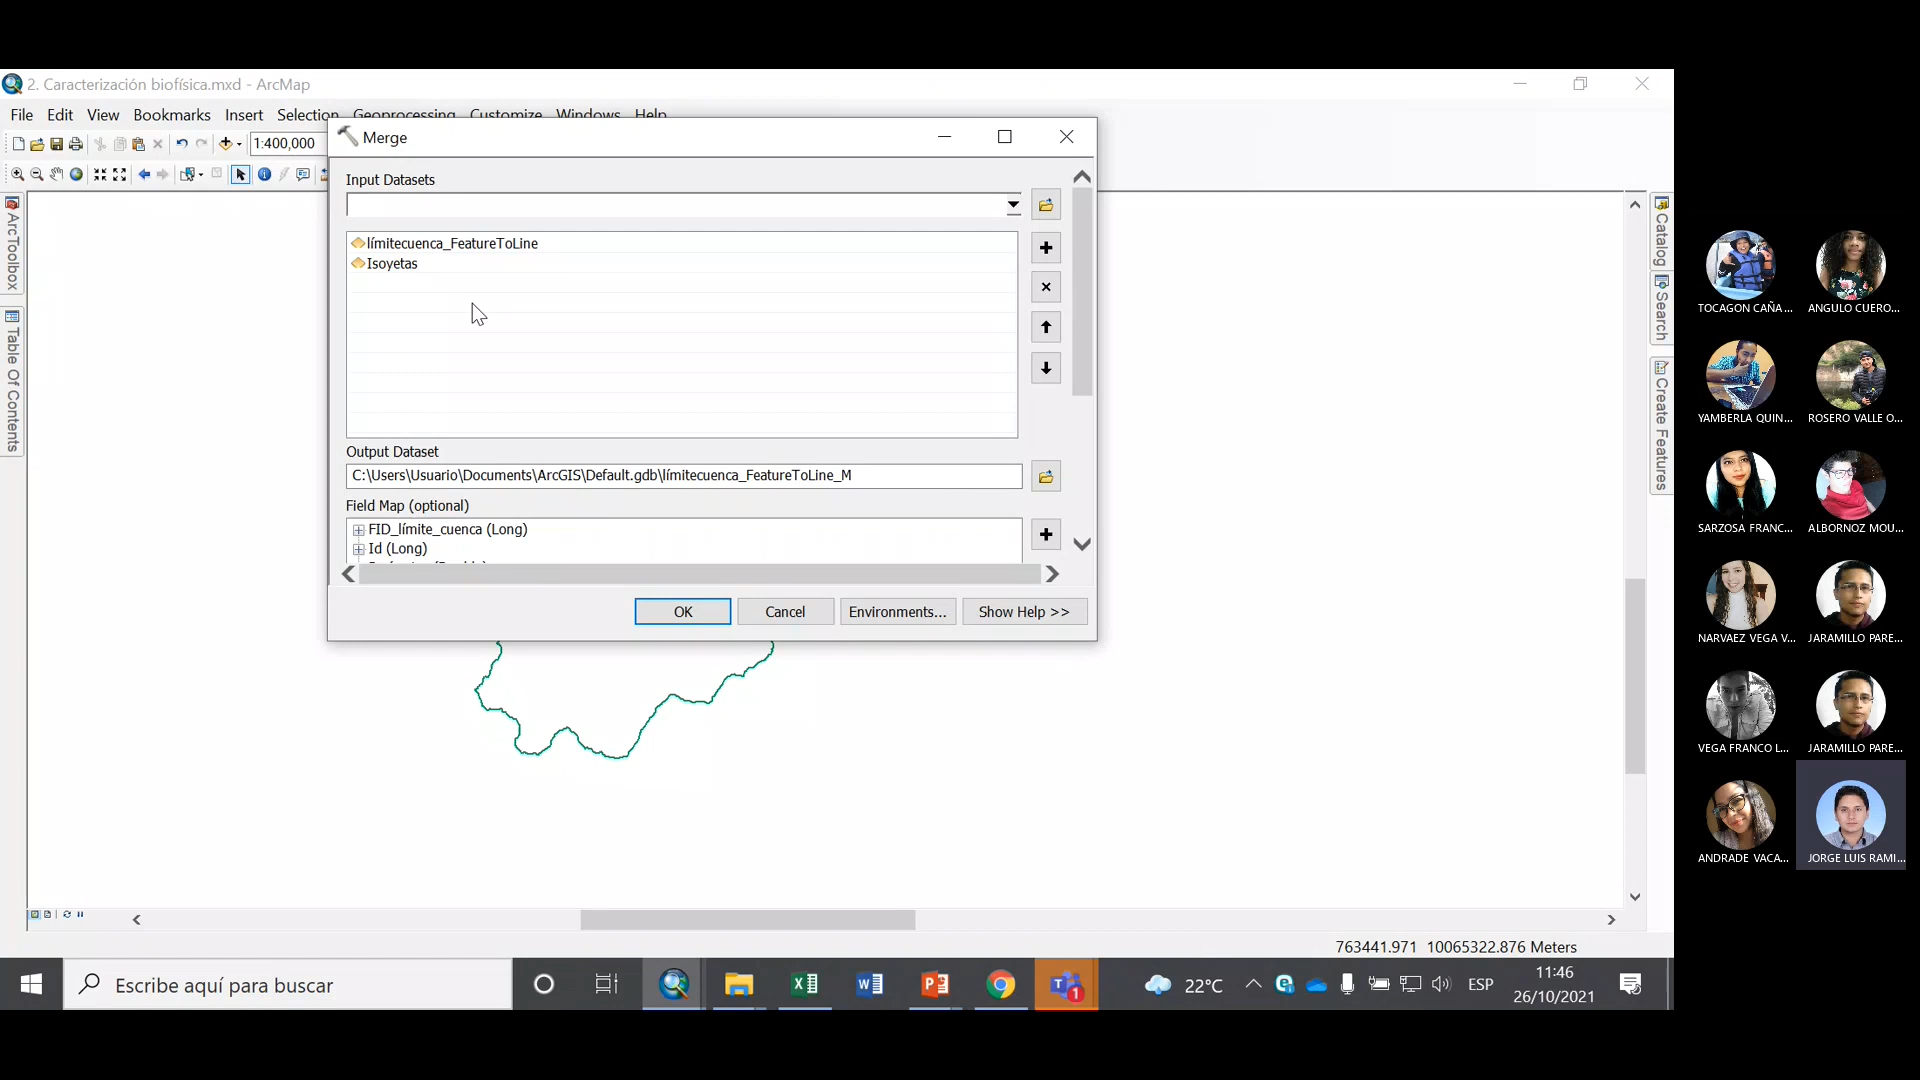 2. Caracterización biofísica.mxd - ArcMap
File Edit View Bookmarks Insert Selection Geoprocessing Customize Windows Help
1:400,000
Merge
Input Datasets
límitecuenca_FeatureToLine
Isoyetas
Output Dataset
C:\Users\Usuario\Documents\ArcGIS\Default.gdb\límitecuenca_FeatureToLine_M
Field Map (optional)
FID_límite_cuenca (Long)
Id (Long)
OK Cancel Environments... Show Help >>
ArcToolbox
Table Of Contents
Catalog
Search
Create Features
763441.971 10065322.876 Meters
Escribe aquí para buscar
1
22°C
ESP
11:46
26/10/2021
TOCAGON CAÑA... ANGULO CUERO...
YAMBERLA QUIN... ROSERO VALLE O...
SARZOSA FRANC... ALBORNOZ MOU...
NARVAEZ VEGA V... JARAMILLO PARE...
VEGA FRANCO L... JARAMILLO PARE...
ANDRADE VACA... JORGE LUIS RAMI...